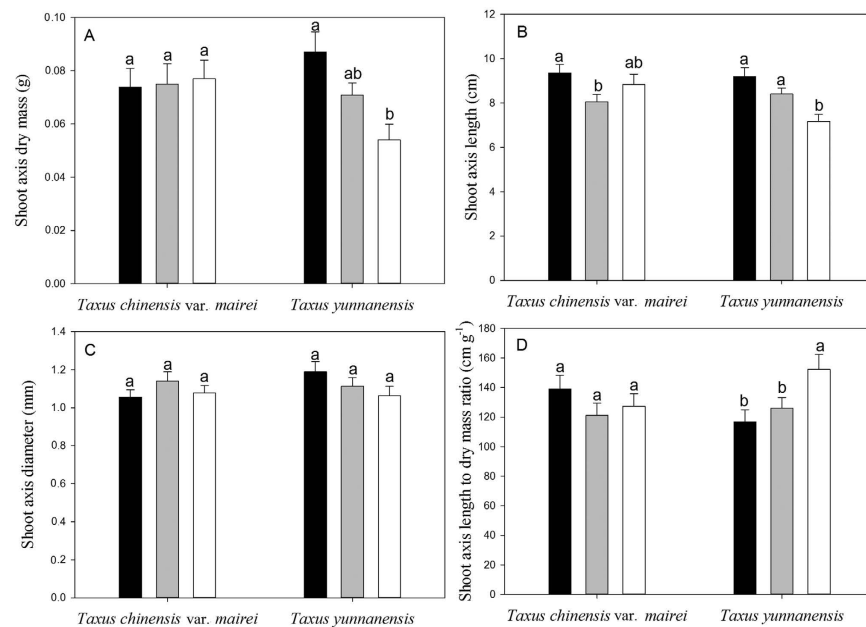 A
Shoot axis dry mass (g)
0.10
0.08
0.06
0.04
0.02
0.00
a a a a ab b
Taxus chinensis var. mairei Taxus yunnanensis
B
Shoot axis length (cm)
12
10
8
6
4
2
0
a b ab a a b
Taxus chinensis var. mairei Taxus yunnanensis
C
Shoot axis diameter (mm)
1.4
1.2
1.0
0.8
0.6
0.4
0.2
0.0
a a a a a a
Taxus chinensis var. mairei Taxus yunnanensis
D
Shoot axis length to dry mass ratio (cm g⁻¹)
180
160
140
120
100
80
60
40
20
0
a a a b b a
Taxus chinensis var. mairei Taxus yunnanensis